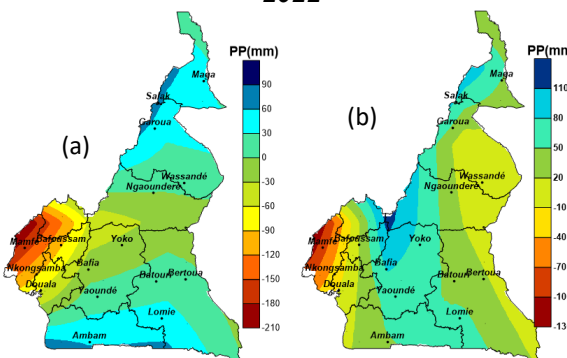 PP(mm)
90
60
30
0
-30
-60
-90
-120
-150
-180
-210
(a)
Maga
Salak
Garoua
Wassandé
Ngaoundere
Mamfe
Bafoussam
Yoko
Nkongsamba
Bafia
Douala
Batouri
Bertoua
Yaoundé
Lomie
Ambam
PP(mm)
110
80
50
20
-10
-40
-70
-100
-13
(b)
Maga
Salak
Garoua
Wassandé
Ngaoundere
Mamfe
Bafoussam
Yoko
Nkongsamba
Bafia
Douala
Batouri
Bertoua
Yaoundé
Lomie
Ambam